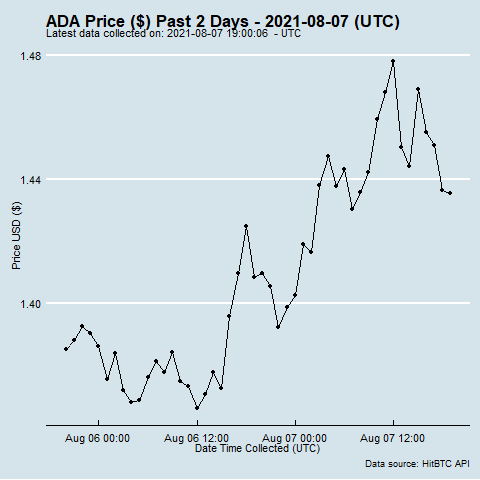 ADA Price ($) Past 2 Days - 2021-08-07 (UTC)
Latest data collected on: 2021-08-07 19:00:06 - UTC
1.48
1.44
1.40
Price USD ($)
Aug 06 00:00 Aug 06 12:00 Aug 07 00:00 Aug 07 12:00
Date Time Collected (UTC)
Data source: HitBTC API